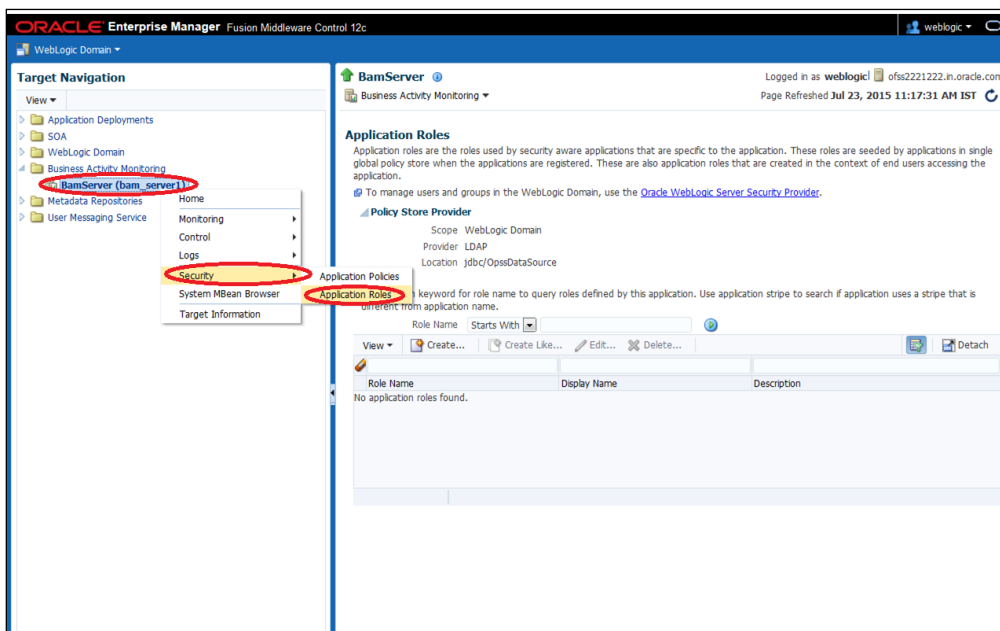 ORACLE Enterprise Manager Fusion Middleware Control 12c
weblogic
WebLogic Domain
Target Navigation
View
Application Deployments
SOA
WebLogic Domain
Business Activity Monitoring
BamServer (bam_server1)
Metadata Repositories
User Messaging Service
Home
Monitoring
Control
Logs
Security
System MBean Browser
Target Information
Application Policies
Application Roles
BamServer
Logged in as weblogic ofss2221222.in.oracle.com
Business Activity Monitoring
Page Refreshed Jul 23, 2015 11:17:31 AM IST
Application Roles
Application roles are the roles used by security aware applications that are specific to the application. These roles are seeded by applications in single
global policy store when the applications are registered. These are also application roles that are created in the context of end users accessing the
application.
To manage users and groups in the WebLogic Domain, use the Oracle WebLogic Server Security Provider.
Policy Store Provider
Scope WebLogic Domain
Provider LDAP
Location jdbc/OpssDataSource
keyword for role name to query roles defined by this application. Use application stripe to search if application uses a stripe that is
different from application name.
Role Name Starts With
View Create... Create Like... Edit... Delete... Detach
Role Name Display Name Description
No application roles found.